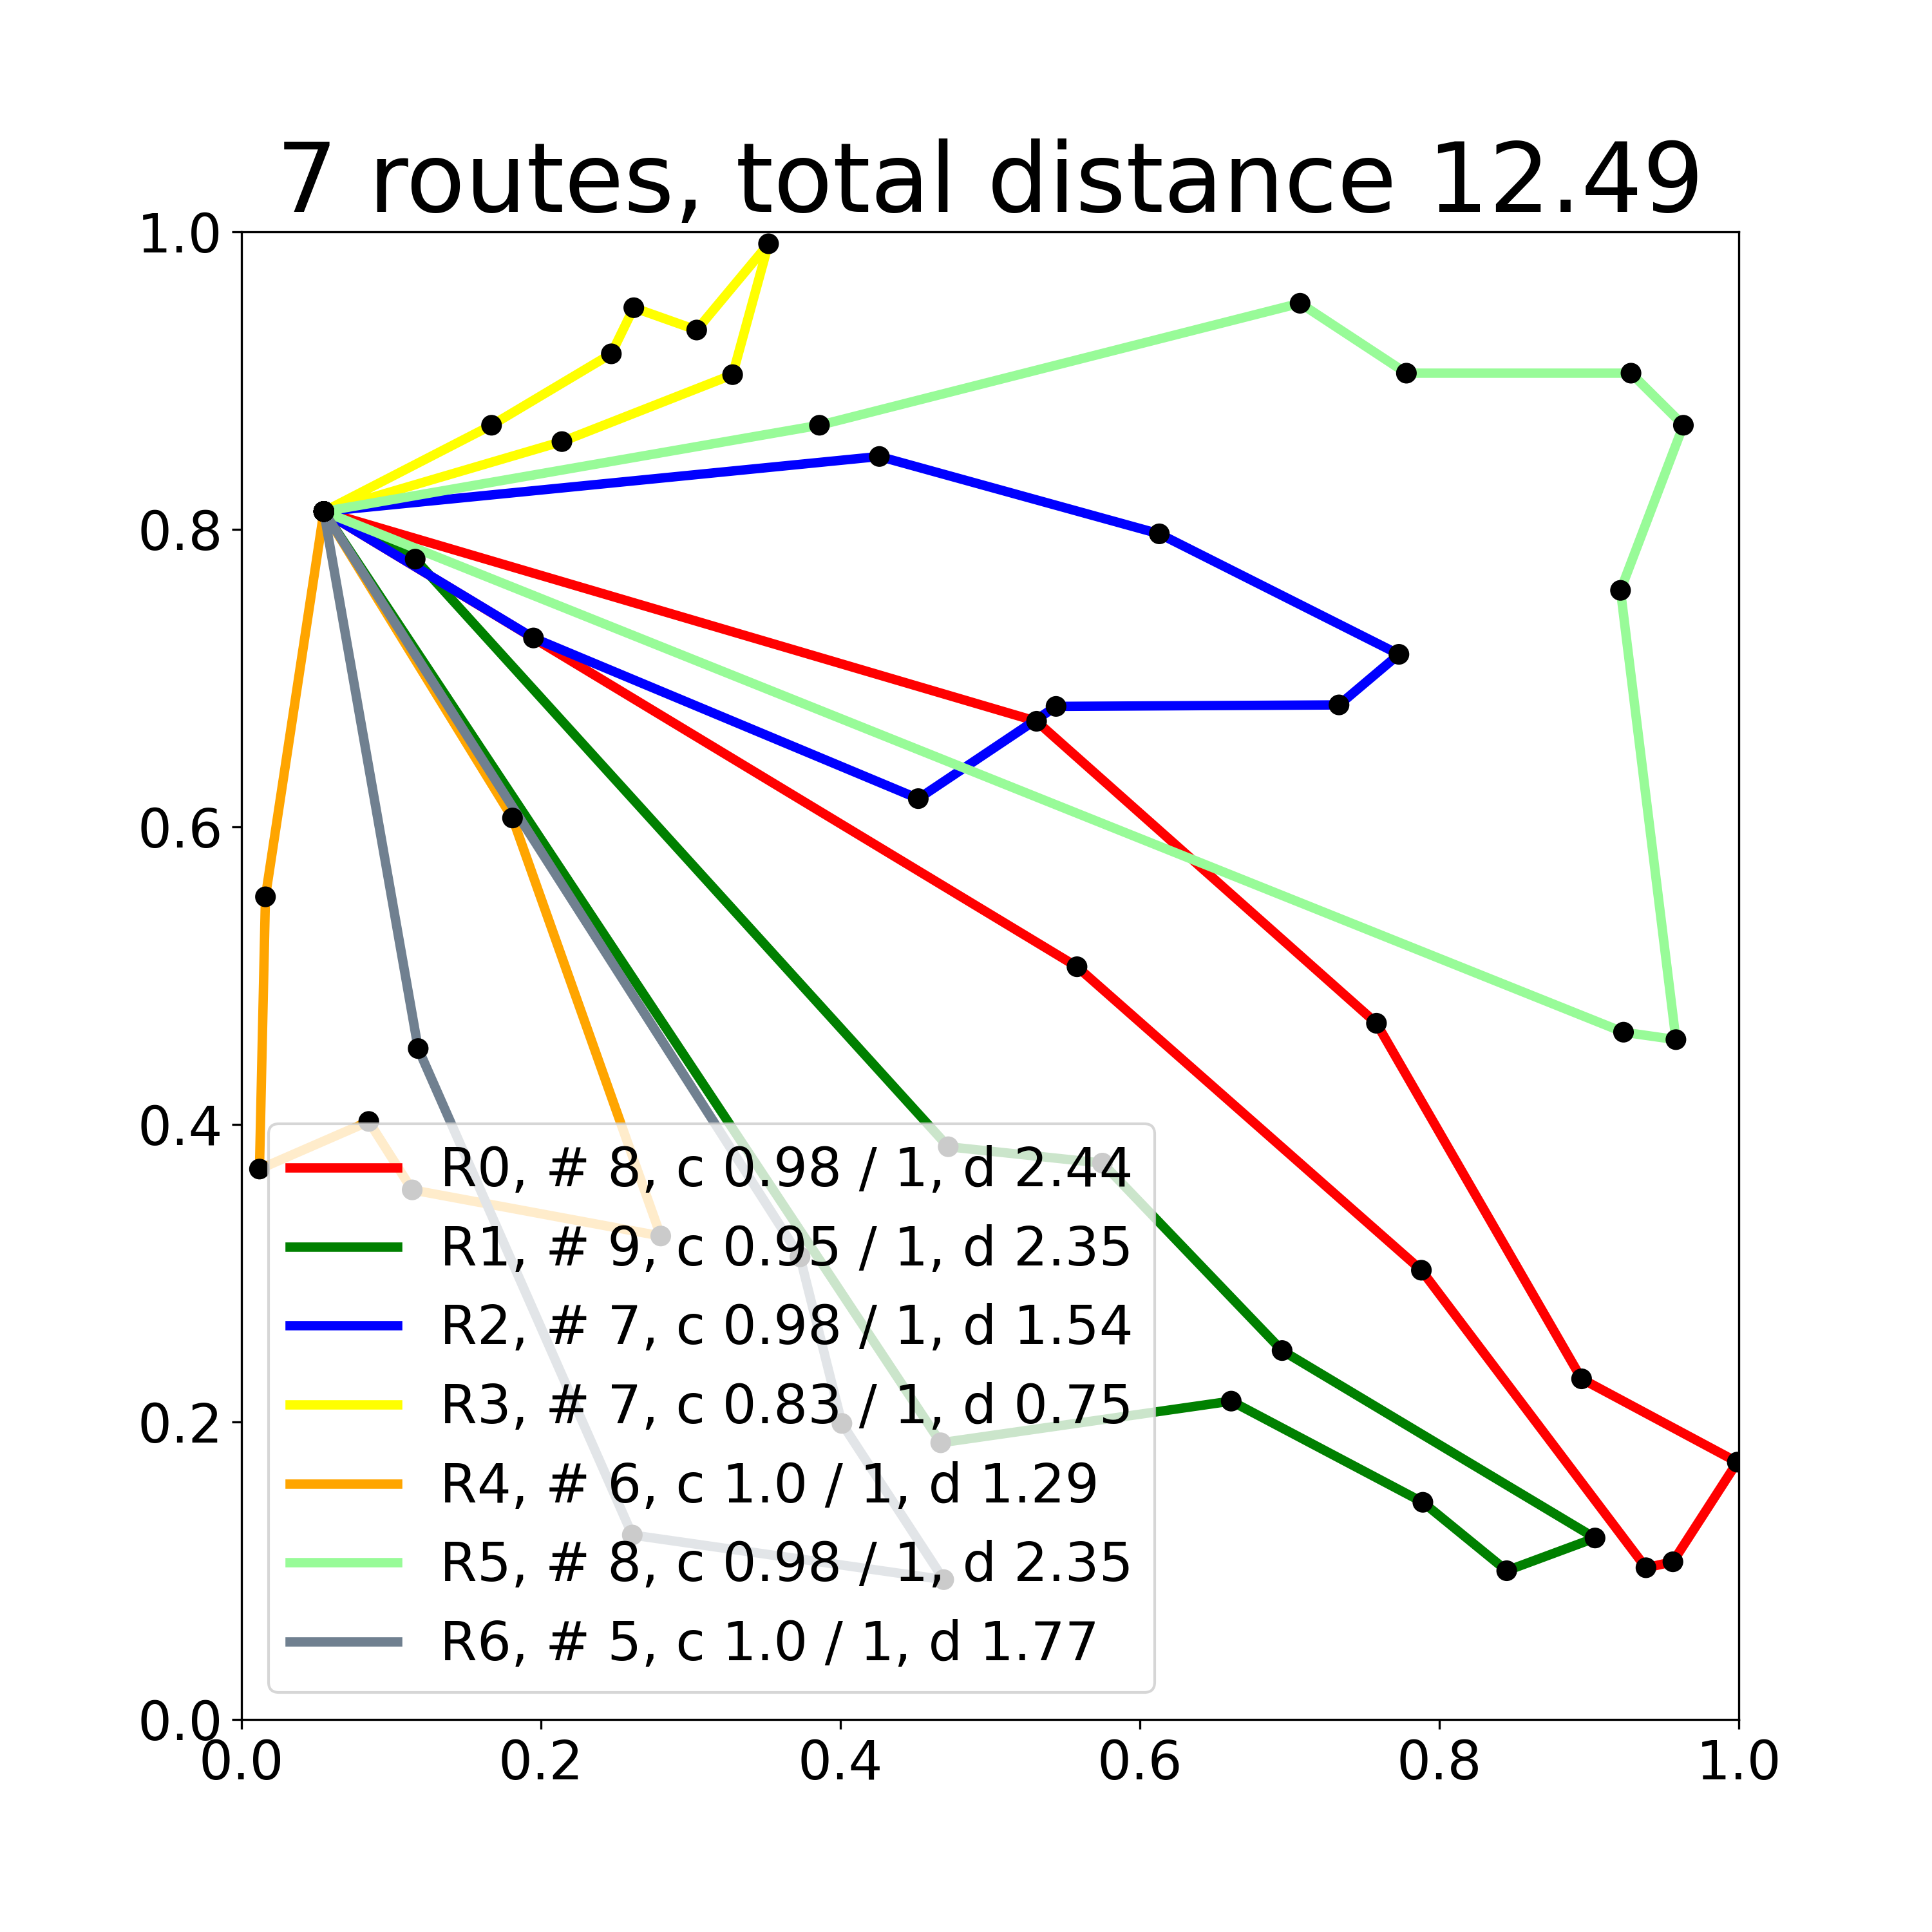 7 routes, total distance 12.49
1.0
0.8
0.6
0.4
0.2
0.0
R0, # 8, c 0.98 / 1, d 2.44
R1, # 9, c 0.95 / 1, d 2.35
R2, # 7, c 0.98 / 1, d 1.54
R3, # 7, c 0.83 / 1, d 0.75
R4, # 6, c 1.0 / 1, d 1.29
R5, # 8, c 0.98 / 1, d 2.35
R6, # 5, c 1.0 / 1, d 1.77
0.0 0.2 0.4 0.6 0.8 1.0